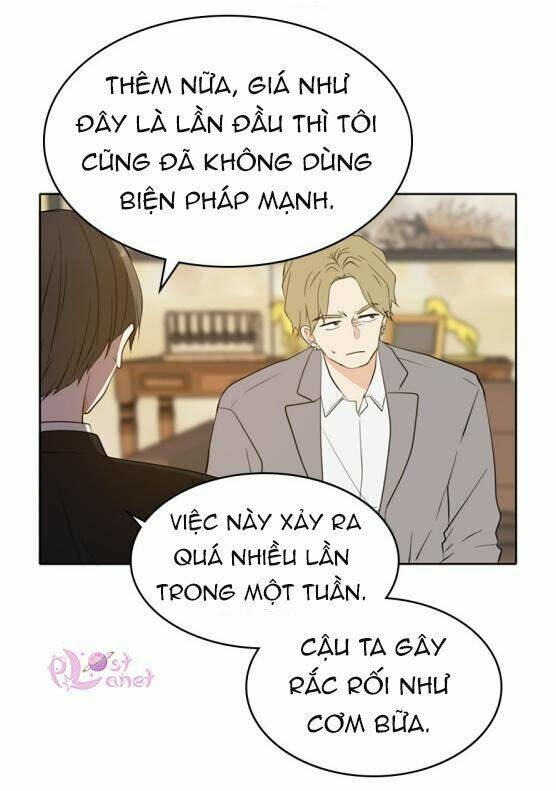 THÊM NỮA, GIÁ NHƯ
ĐÂY LÀ LẦN ĐẦU THÌ TÔI
CŨNG ĐÃ KHÔNG DÙNG
BIỆN PHÁP MẠNH.
VIỆC NÀY XẢY RA
QUÁ NHIỀU LẦN
TRONG MỘT TUẦN.
CẬU TA GÂY
RẮC RỐI NHƯ
CƠM BỮA.
Lost
Planet